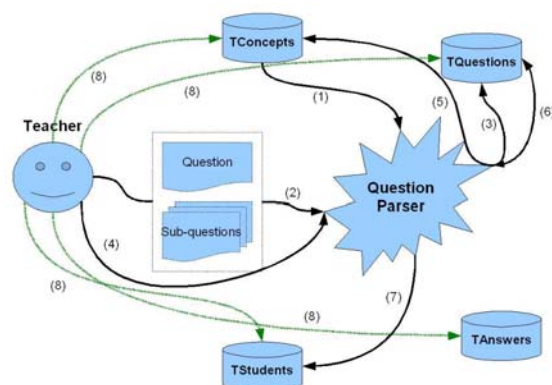 TConcepts
TQuestions
(8)
(8)
(1)
(5)
(3)
(6)
Teacher
Question
Sub-questions
(2)
Question
Parser
(4)
(7)
(8)
(8)
TAnswers
TStudents